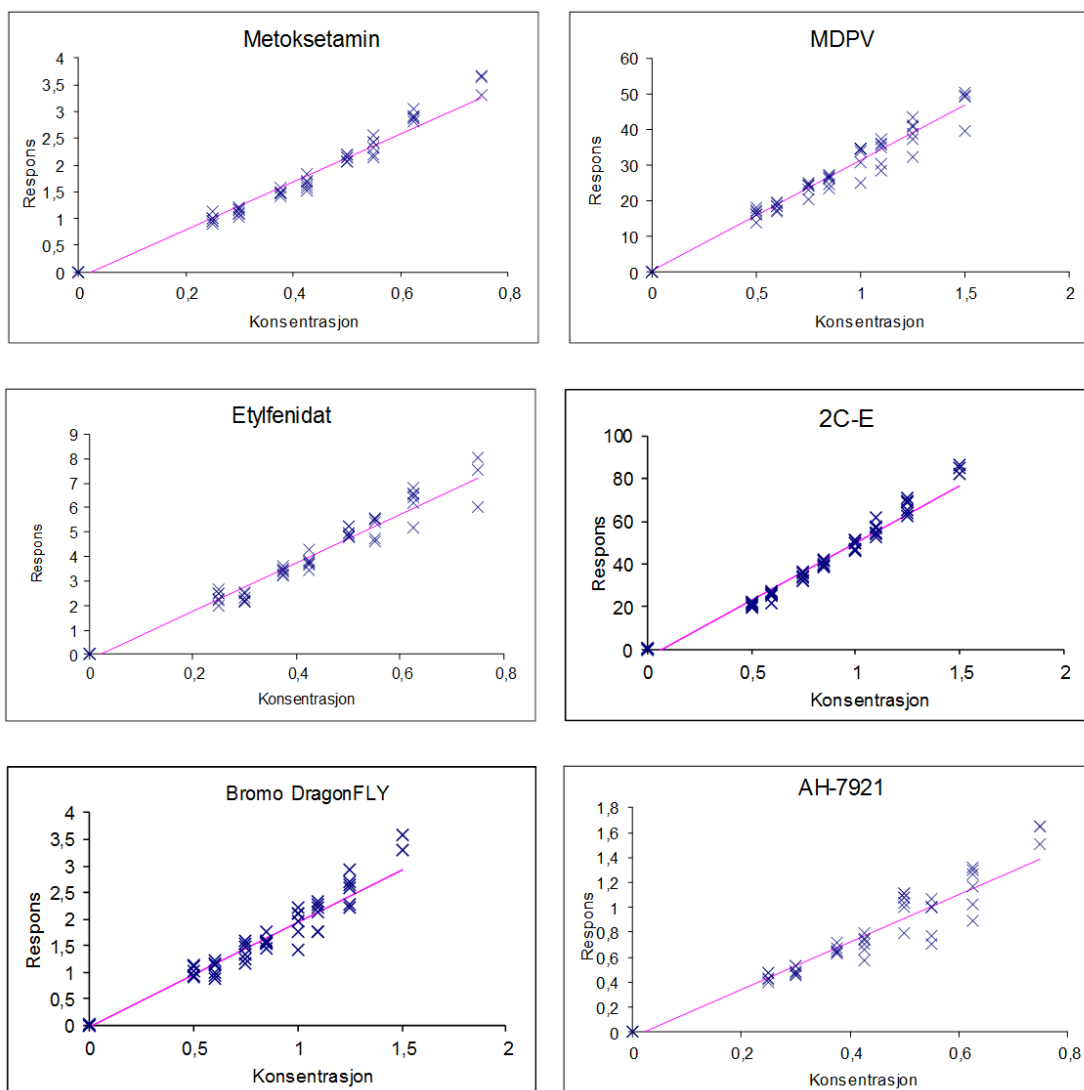 Metoksetamin
4
3,5
3
2,5
2
1,5
1
0,5
0
Respons
0 0,2 0,4 0,6 0,8
Konsentrasjon
MDPV
60
50
40
30
20
10
0
Respons
0 0,5 1 1,5 2
Konsentrasjon
Etylfenidat
9
8
7
6
5
4
3
2
1
0
Respons
0 0,2 0,4 0,6 0,8
Konsentrasjon
2C-E
100
80
60
40
20
0
Respons
0 0,5 1 1,5 2
Konsentrasjon
Bromo DragonFLY
4
3,5
3
2,5
2
1,5
1
0,5
0
Respons
0 0,5 1 1,5 2
Konsentrasjon
AH-7921
1,8
1,6
1,4
1,2
1
0,8
0,6
0,4
0,2
0
Respons
0 0,2 0,4 0,6 0,8
Konsentrasjon